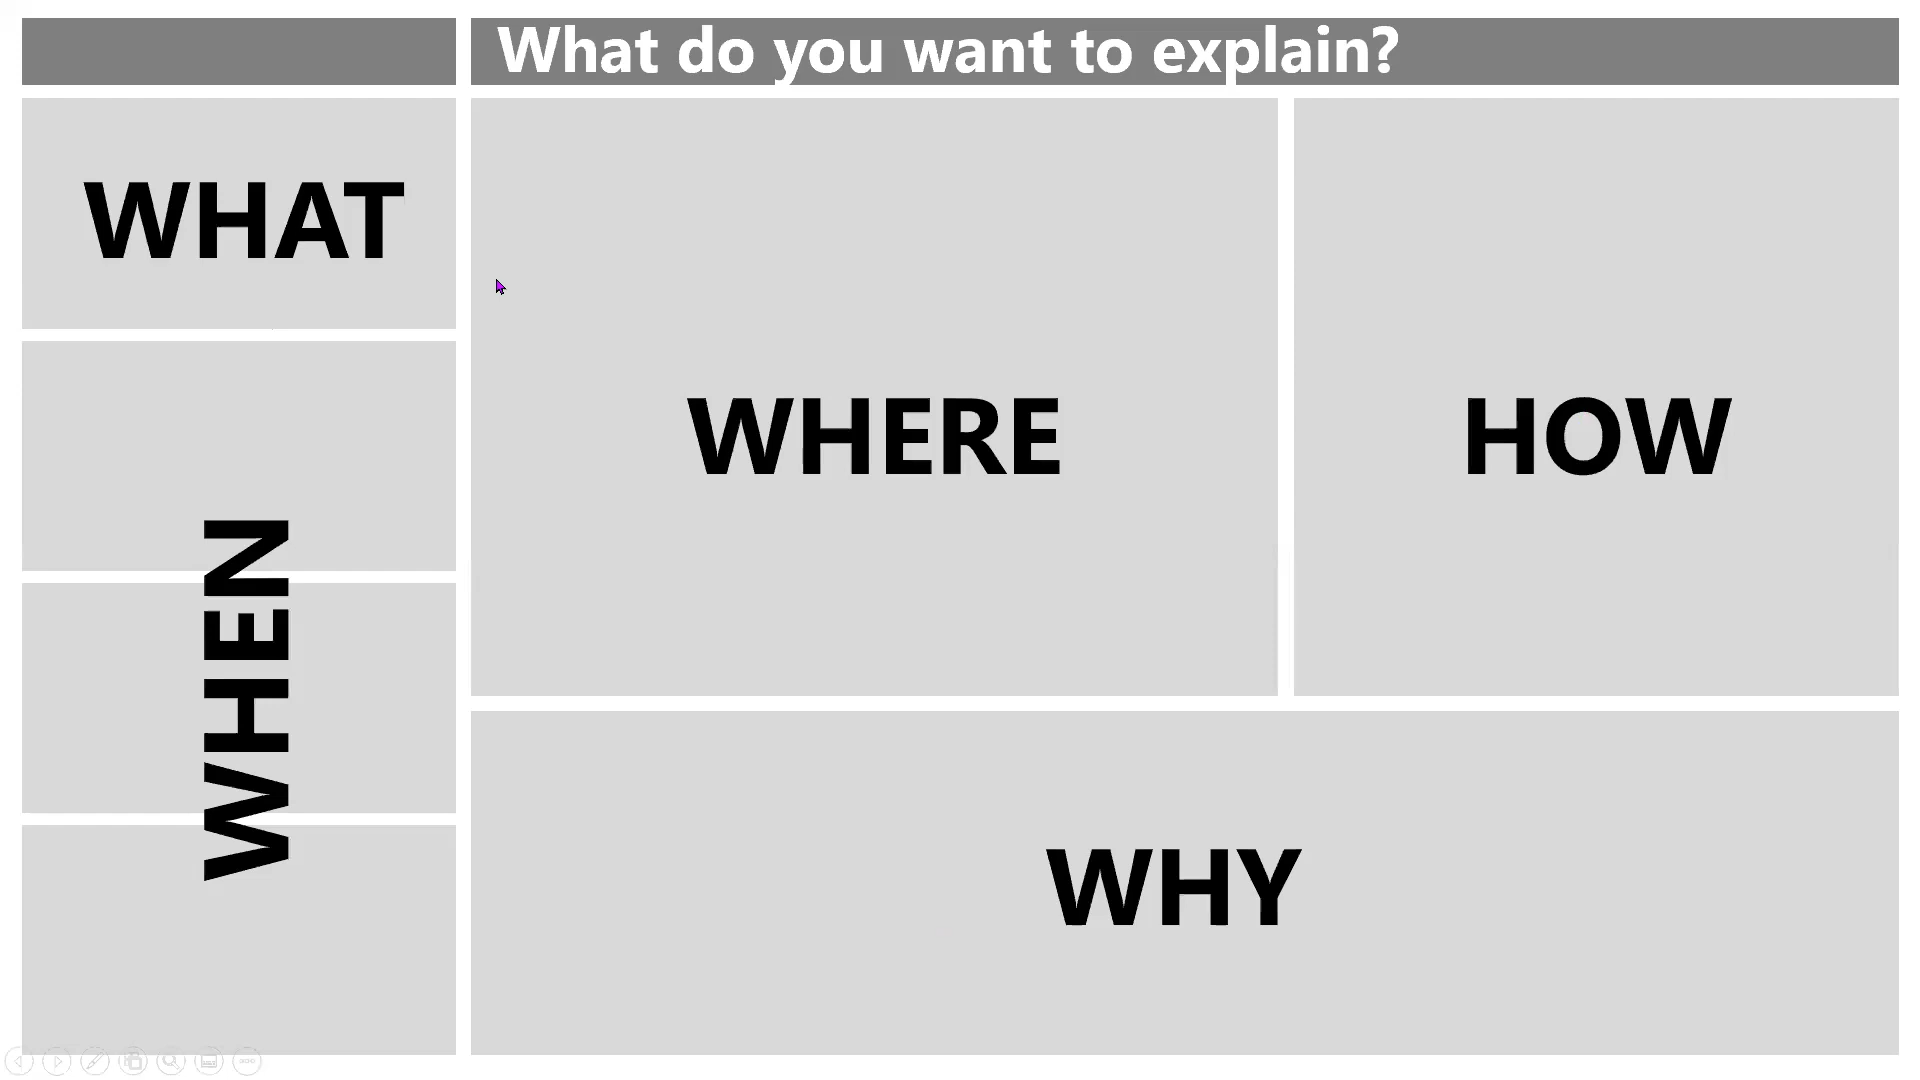 What do you want to explain?
WHAT
WHERE
HOW
WHEN
WHY